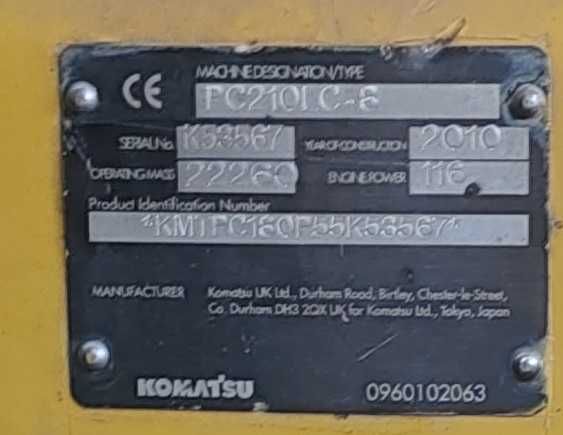 CE
MACHINE DESIGNATION/TYPE
PC210LC-8
SERIAL No. K53567 YEAR OF CONSTRUCTION 2010
OPERATING MASS 22260 ENGINE POWER 116
Product Identification Number
*KMTPC180P55K53567*
MANUFACTURER Komatsu UK Ltd., Durham Road, Birtley, Chester-le-Street,
Co. Durham DH3 2QX UK for Komatsu Ltd., Tokyo, Japan
KOMATSU 0960102063